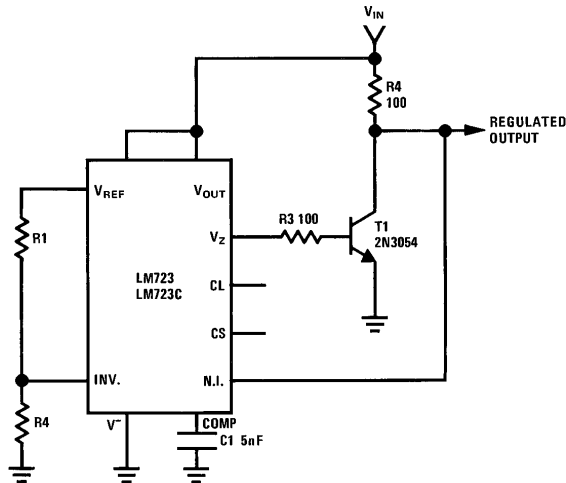 VIN
R4
100
REGULATED
OUTPUT
VREF
VOUT
R3 100
T1
2N3054
R1
VZ
LM723
LM723C
CL
CS
INV.
N.I.
R4
V-
COMP
C1 5nF